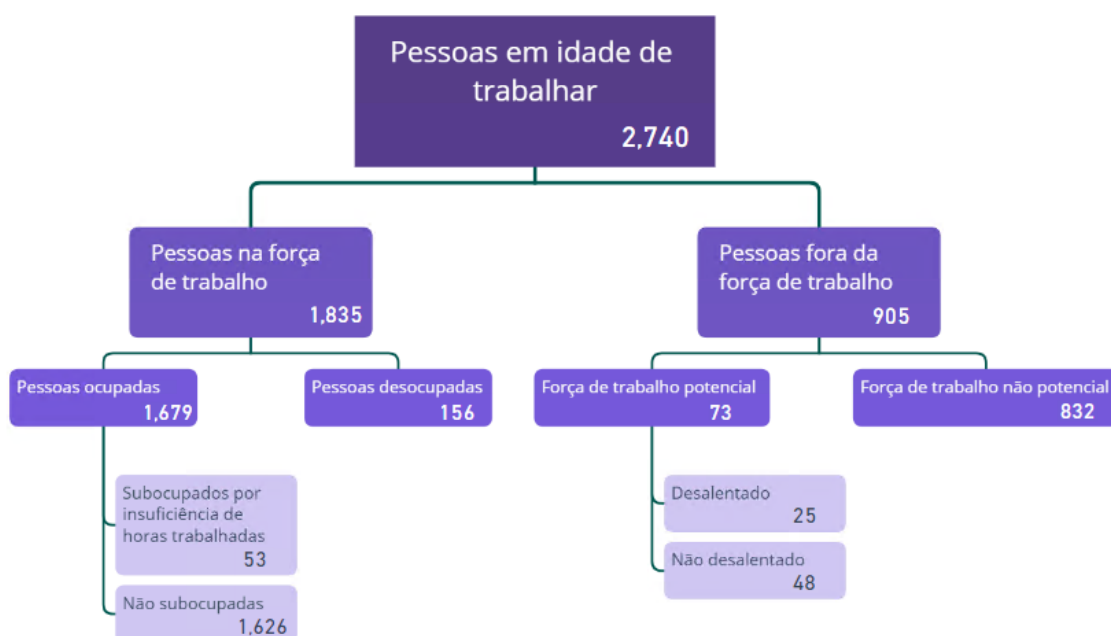 Pessoas em idade de
trabalhar
2,740
Pessoas na força
de trabalho
1,835
Pessoas fora da
força de trabalho
905
Pessoas ocupadas
1,679
Pessoas desocupadas
156
Força de trabalho potencial
73
Força de trabalho não potencial
832
Subocupados por
insuficiência de
horas trabalhadas
53
Não subocupadas
1,626
Desalentado
25
Não desalentado
48